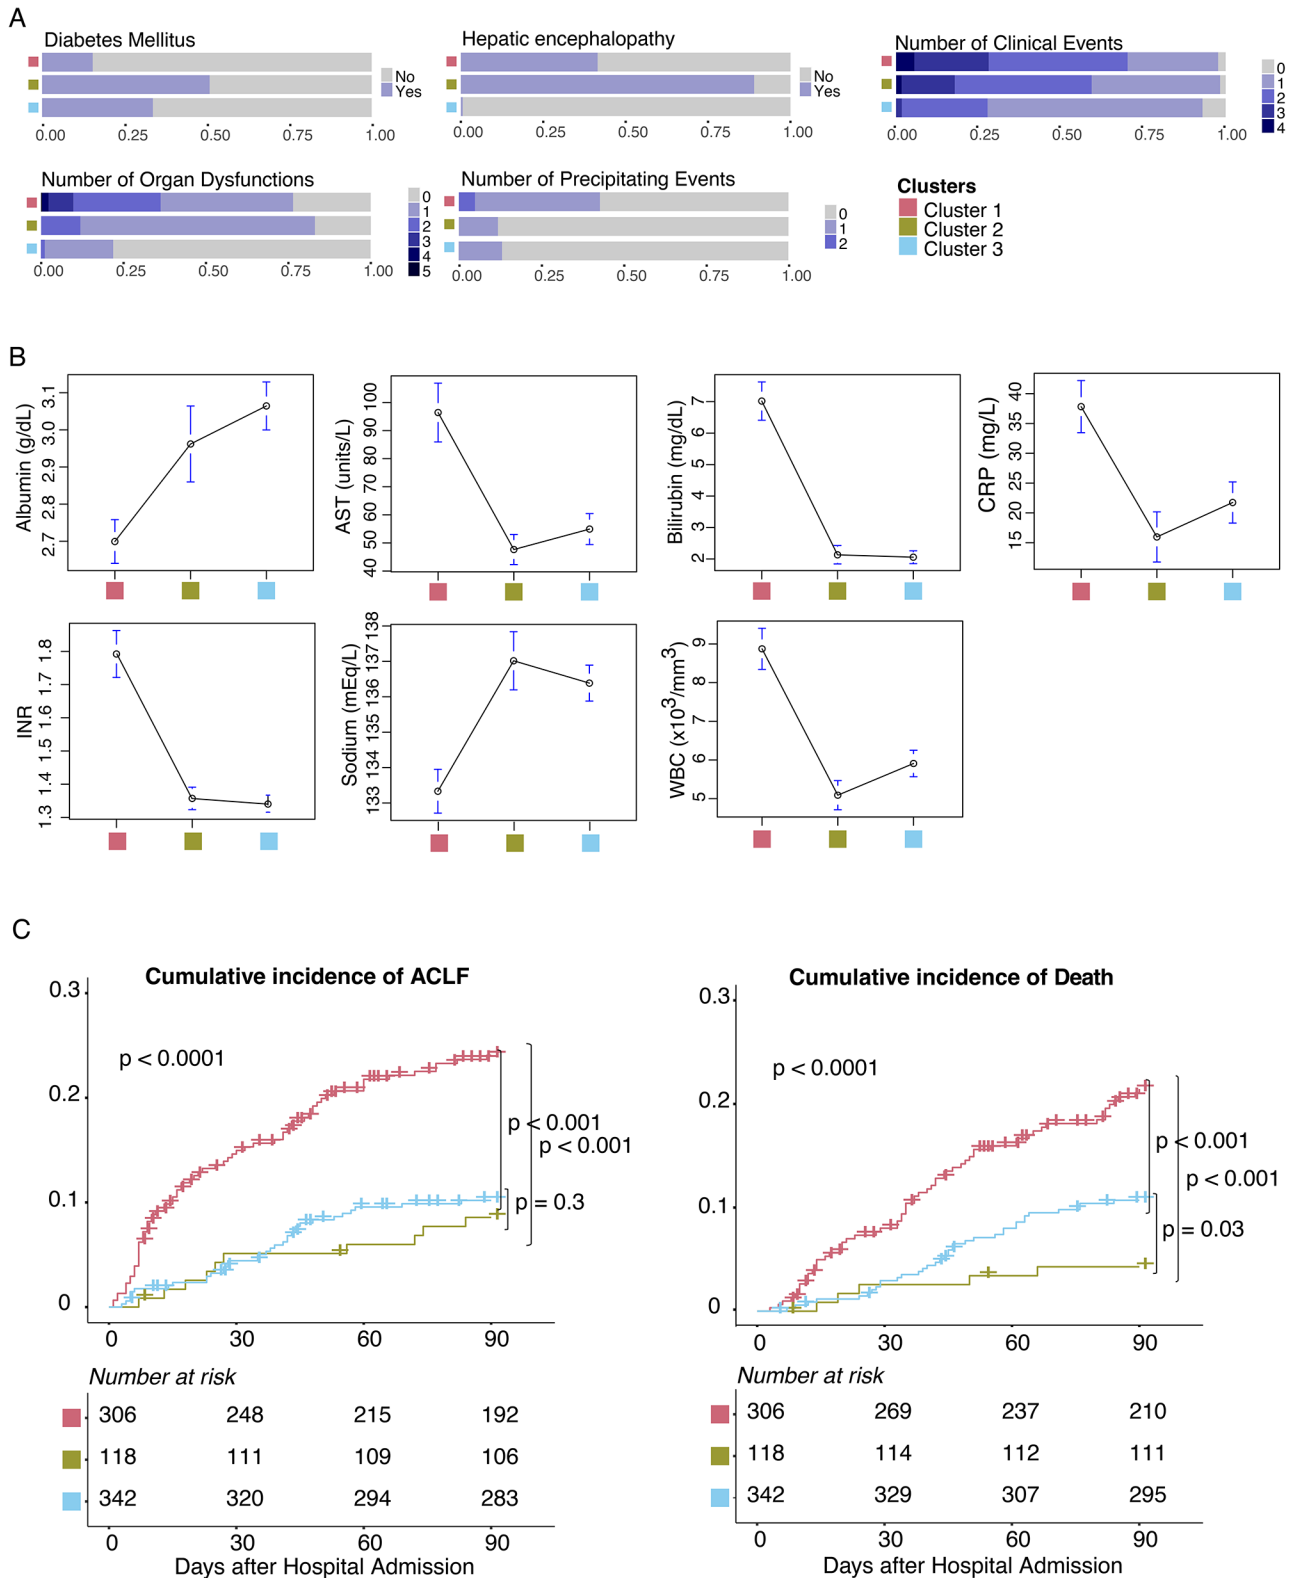 A
Diabetes Mellitus
No
Yes
0.00 0.25 0.50 0.75 1.00
Hepatic encephalopathy
No
Yes
0.00 0.25 0.50 0.75 1.00
Number of Clinical Events
0
1
2
3
4
0.00 0.25 0.50 0.75 1.00
Number of Organ Dysfunctions
0
1
2
3
4
5
0.00 0.25 0.50 0.75 1.00
Number of Precipitating Events
0
1
2
0.00 0.25 0.50 0.75 1.00
Clusters
Cluster 1
Cluster 2
Cluster 3
B
Albumin (g/dL)
2.7 2.8 2.9 3.0 3.1
AST (units/L)
40 50 60 70 80 90 100
Bilirubin (mg/dL)
2 3 4 5 6 7
CRP (mg/L)
15 20 25 30 35 40
INR
1.3 1.4 1.5 1.6 1.7 1.8
Sodium (mEq/L)
133 134 135 136 137 138
WBC (x10³/mm³)
5 6 7 8 9
C
Cumulative incidence of ACLF
0.3
0.2
0.1
0
p < 0.0001
p < 0.001
p < 0.001
p = 0.3
0 30 60 90
Number at risk
306 248 215 192
118 111 109 106
342 320 294 283
0 30 60 90
Days after Hospital Admission
Cumulative incidence of Death
0.3
0.2
0.1
0
p < 0.0001
p < 0.001
p < 0.001
p = 0.03
0 30 60 90
Number at risk
306 269 237 210
118 114 112 111
342 329 307 295
0 30 60 90
Days after Hospital Admission